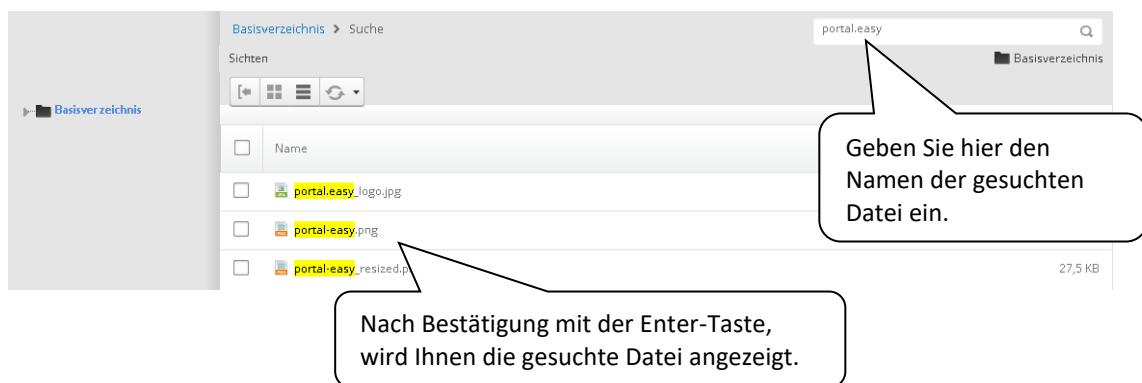 Basisverzeichnis > Suche
portal.easy
Sichten
Basisverzeichnis
Basisverzeichnis
Name
portal.easy_logo.jpg
portal-easy.png
portal-easy_resized.p
27,5 KB
Geben Sie hier den
Namen der gesuchten
Datei ein.
Nach Bestätigung mit der Enter-Taste,
wird Ihnen die gesuchte Datei angezeigt.